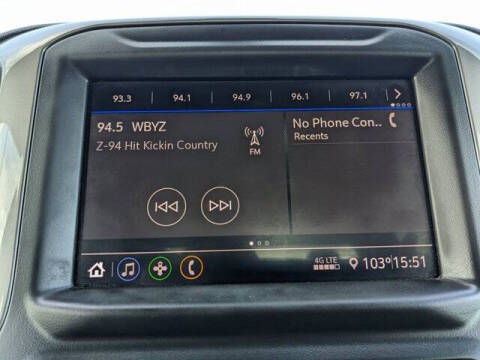 93.3 94.1 94.9 96.1 97.1
94.5 WBYZ
Z-94 Hit Kickin Country
FM
No Phone Con..
Recents
4G LTE
103° 15:51